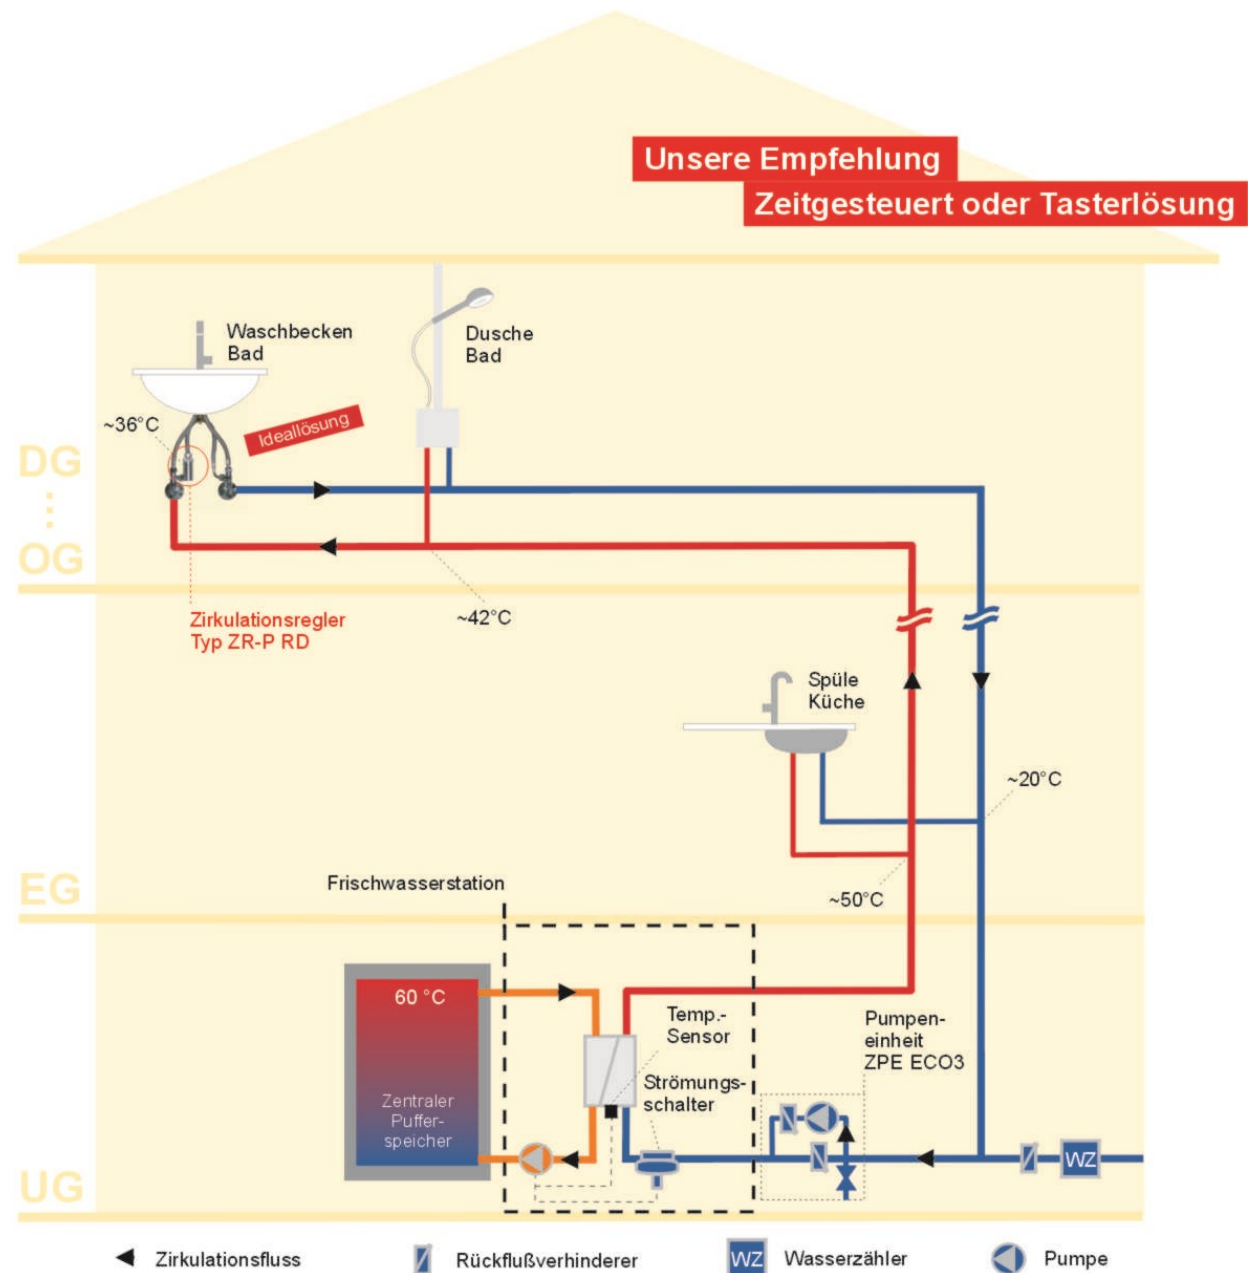 Unsere Empfehlung
Zeitgesteuert oder Tasterlösung
Waschbecken
Bad
Dusche
Bad
~36°C
Ideallösung
DG
OG
Zirkulationsregler
Typ ZR-P RD
~42°C
Spüle
Küche
~20°C
EG
Frischwasserstation
~50°C
60 °C
Temp.-
Sensor
Pumpen-
einheit
ZPE ECO3
Strömungs-
schalter
Zentraler
Puffer-
speicher
WZ
UG
Zirkulationsfluss
Rückflußverhinderer
WZ
Wasserzähler
Pumpe